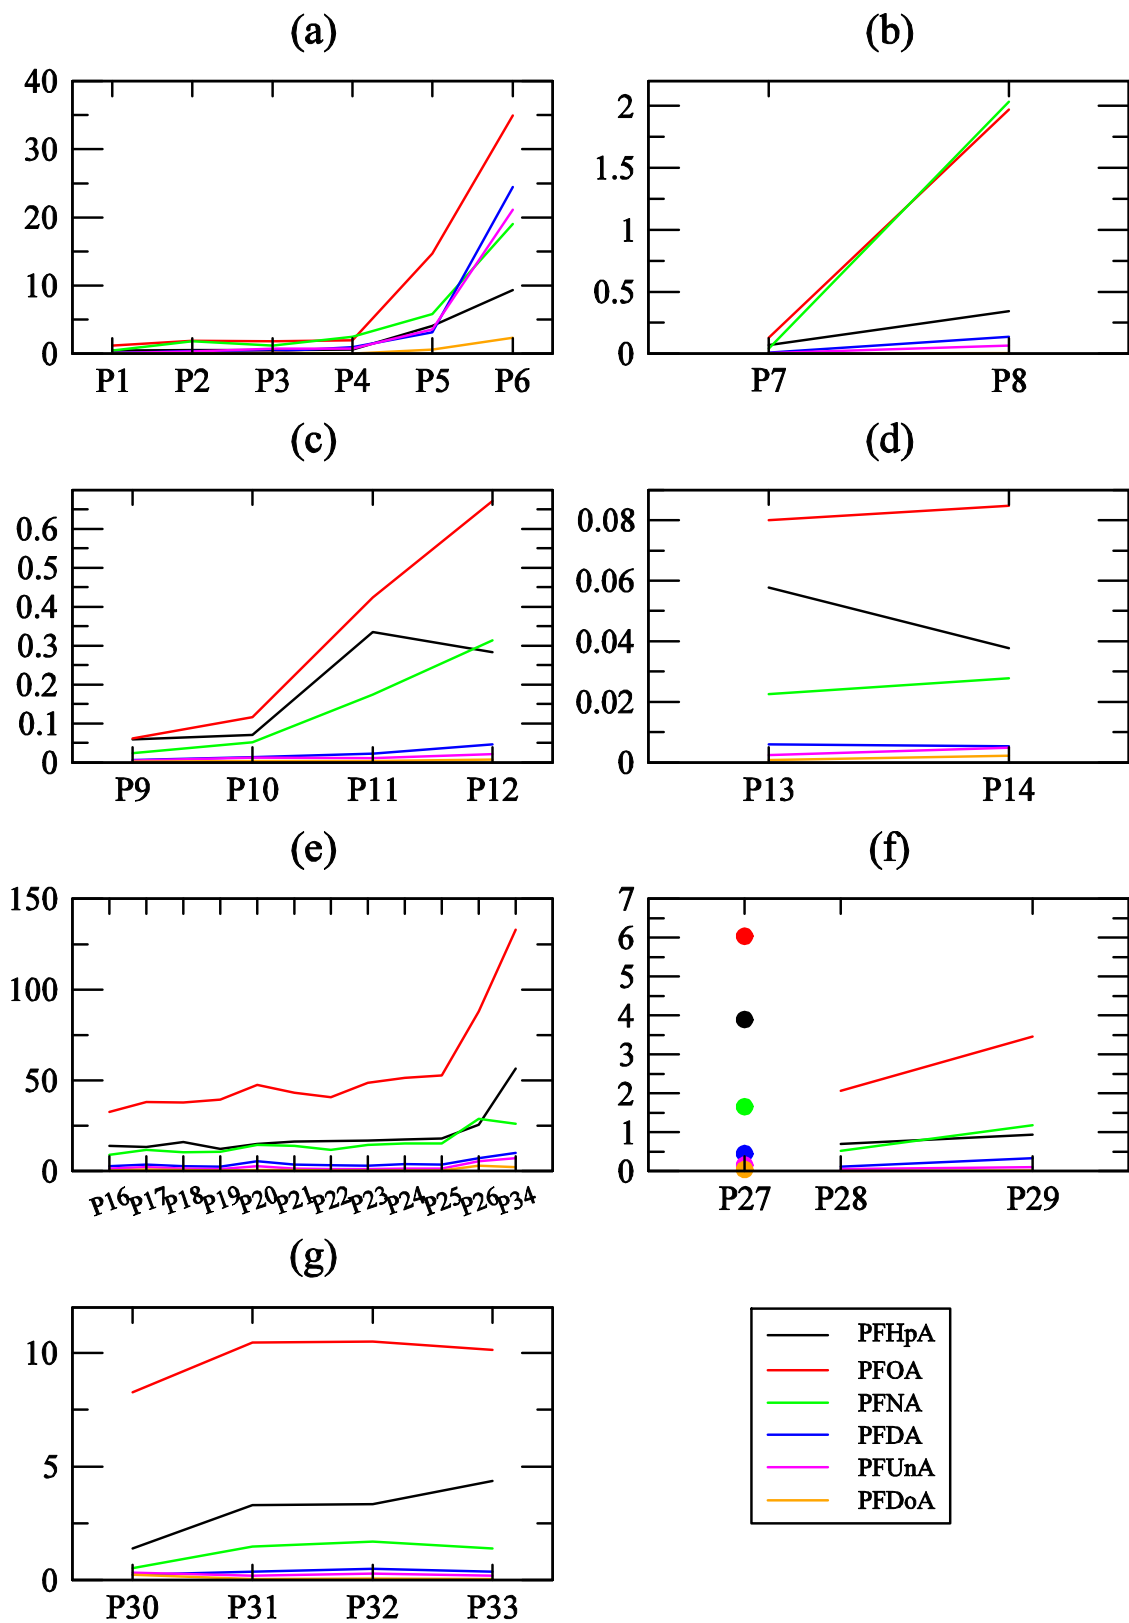 (a)
(b)
40
30
20
10
0
P1 P2 P3 P4 P5 P6
2
1.5
1
0.5
0
P7 P8
(c)
(d)
0.6
0.5
0.4
0.3
0.2
0.1
0
P9 P10 P11 P12
0.08
0.06
0.04
0.02
0
P13 P14
(e)
(f)
150
100
50
0
P16 P17 P18 P19 P20 P21 P22 P23 P24 P25 P26 P34
7
6
5
4
3
2
1
0
P27 P28 P29
(g)
10
5
0
P30 P31 P32 P33
PFHpA
PFOA
PFNA
PFDA
PFUnA
PFDoA